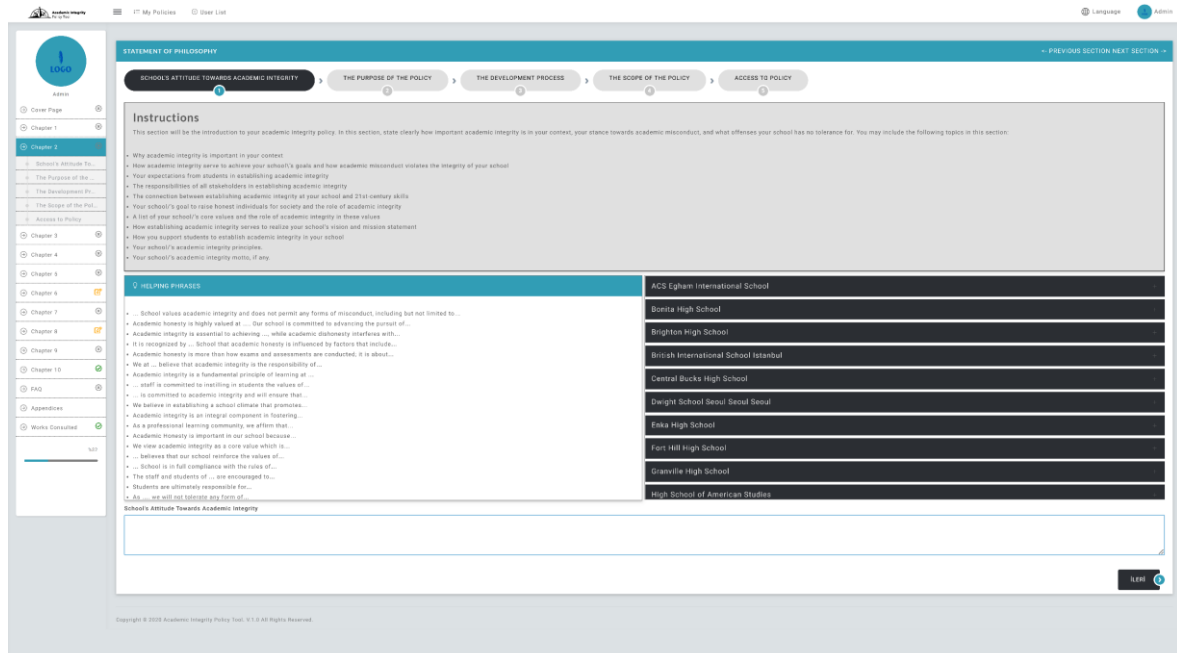 Academic Integrity
My Policies
User List
Language
Admin
LOGO
Admin
Cover Page
Chapter 1
Chapter 2
School's Attitude To...
The Purpose of the ...
The Development Pr...
The Scope of the Pol...
Access to Policy
Chapter 3
Chapter 4
Chapter 5
Chapter 6
Chapter 7
Chapter 8
Chapter 9
Chapter 10
FAQ
Appendices
Works Consulted
STATEMENT OF PHILOSOPHY
← PREVIOUS SECTION NEXT SECTION →
SCHOOL'S ATTITUDE TOWARDS ACADEMIC INTEGRITY
1
THE PURPOSE OF THE POLICY
2
THE DEVELOPMENT PROCESS
3
THE SCOPE OF THE POLICY
4
ACCESS TO POLICY
5
Instructions
This section will be the introduction to your academic integrity policy. In this section, state clearly how important academic integrity is in your context, your stance towards academic misconduct, and what offenses your school has no tolerance for. You may include the following topics in this section:
• Why academic integrity is important in your context
• How academic integrity serve to achieve your school\'s goals and how academic misconduct violates the integrity of your school
• Your expectations from students in establishing academic integrity
• The responsibilities of all stakeholders in establishing academic integrity
• The connection between establishing academic integrity at your school and 21st-century skills
• Your school\'s goal to raise honest individuals for society and the role of academic integrity
• A list of your school\'s core values and the role of academic integrity in these values
• How establishing academic integrity serves to realize your school's vision and mission statement
• How you support students to establish academic integrity in your school
• Your school\'s academic integrity principles.
• Your school\'s academic integrity motto, if any.
HELPING PHRASES
• ... School values academic integrity and does not permit any forms of misconduct, including but not limited to...
• Academic honesty is highly valued at .... Our school is committed to advancing the pursuit of...
• Academic integrity is essential to achieving ..., while academic dishonesty interferes with...
• It is recognized by ... School that academic honesty is influenced by factors that include...
• Academic honesty is more than how exams and assessments are conducted, it is about...
• We at ... believe that academic integrity is the responsibility of...
• Academic integrity is a fundamental principle of learning at ...
• ... staff is committed to instilling in students the values of...
• ... is committed to academic integrity and will ensure that...
• We believe in establishing a school climate that promotes...
• Academic integrity is an integral component in fostering...
• As a professional learning community, we affirm that...
• Academic Honesty is important in our school because...
• We view academic integrity as a core value which is...
• ... believes that our school reinforce the values of...
• ... School is in full compliance with the rules of...
• The staff and students of ... are encouraged to...
• Students are ultimately responsible for...
• As .... we will not tolerate any form of...
ACS Egham International School
Bonita High School
Brighton High School
British International School Istanbul
Central Bucks High School
Dwight School Seoul Seoul Seoul
Enka High School
Fort Hill High School
Granville High School
High School of American Studies
School's Attitude Towards Academic Integrity
İLERİ
Copyright © 2020 Academic Integrity Policy Tool. V.1.0 All Rights Reserved.